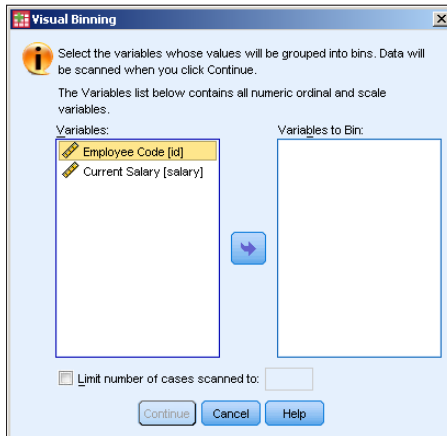 Visual Binning
Select the variables whose values will be grouped into bins. Data will
be scanned when you click Continue.
The Variables list below contains all numeric ordinal and scale
variables.
Variables:
Variables to Bin:
Employee Code [id]
Current Salary [salary]
Limit number of cases scanned to:
Continue Cancel Help